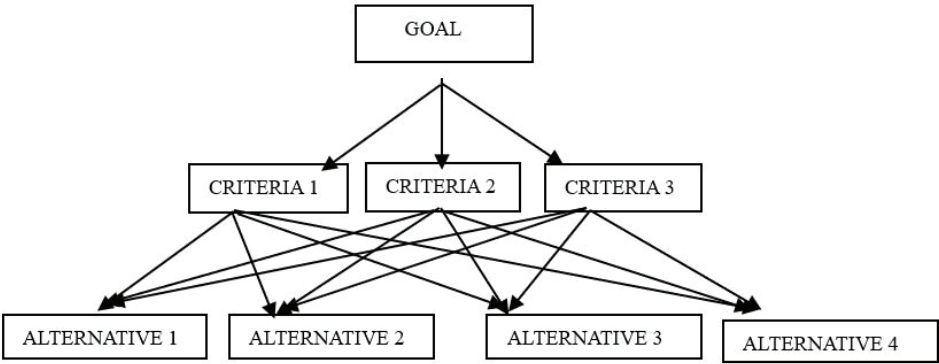 GOAL
CRITERIA 1
CRITERIA 2
CRITERIA 3
ALTERNATIVE 1
ALTERNATIVE 2
ALTERNATIVE 3
ALTERNATIVE 4